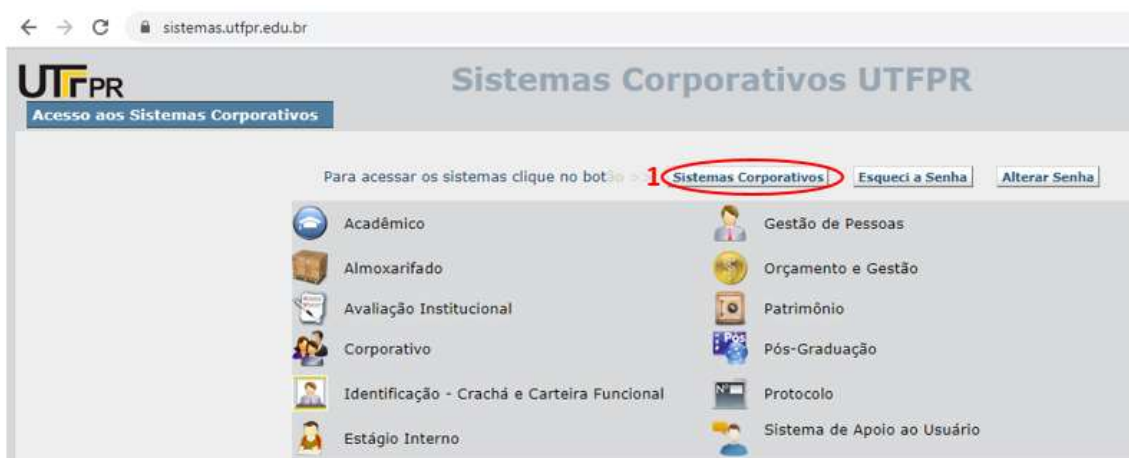 sistemas.utfpr.edu.br
UTFPR
Sistemas Corporativos UTFPR
Acesso aos Sistemas Corporativos
Para acessar os sistemas clique no botão 1 Sistemas Corporativos Esqueci a Senha Alterar Senha
Acadêmico Gestão de Pessoas
Almoxarifado Orçamento e Gestão
Avaliação Institucional Patrimônio
Corporativo Pós-Graduação
Identificação - Crachá e Carteira Funcional Protocolo
Estágio Interno Sistema de Apoio ao Usuário